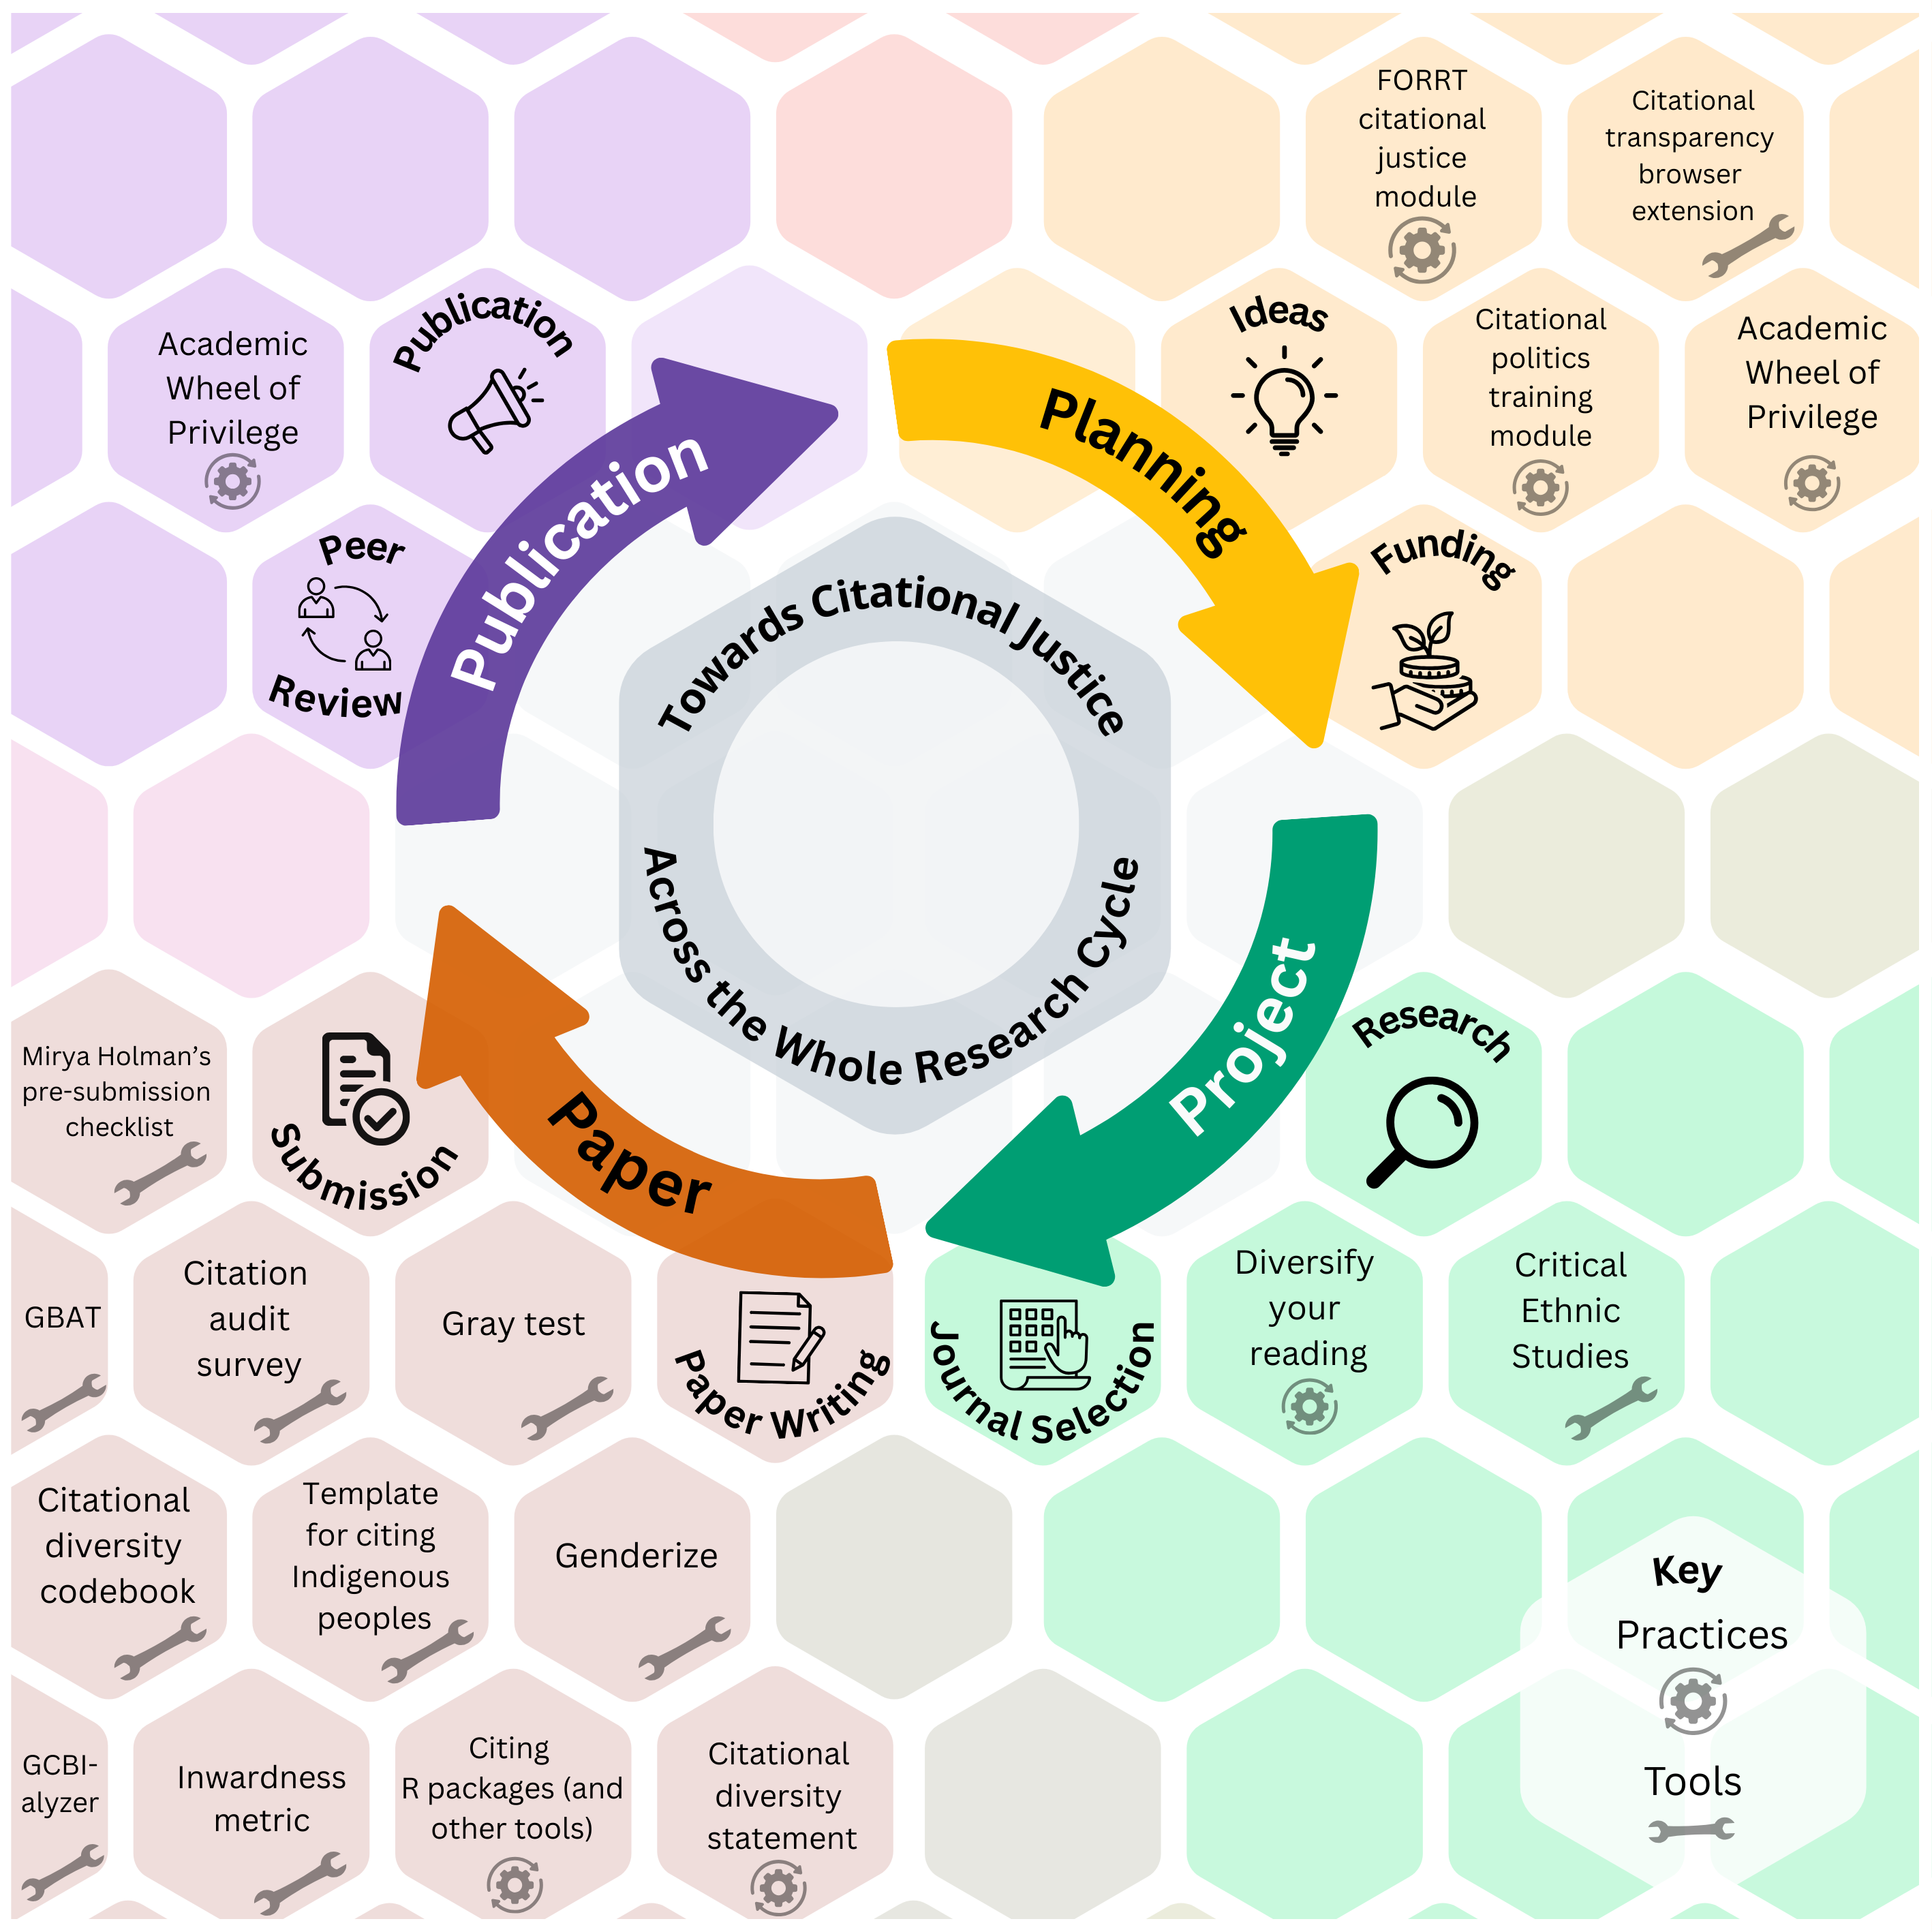 FORRT
citational
justice
module
Citational
transparency
browser
extension
Academic
Wheel of
Privilege
Publication
Ideas
Citational
politics
training
module
Academic
Wheel of
Privilege
Publication
Planning
Peer
Review
Funding
Towards Citational Justice
Across the Whole Research Cycle
Project
Research
Mirya Holman’s
pre-submission
checklist
Submission
Paper
GBAT
Citation
audit
survey
Gray test
Paper Writing
Journal Selection
Diversify
your
reading
Critical
Ethnic
Studies
Citational
diversity
codebook
Template
for citing
Indigenous
peoples
Genderize
Key
Practices
Tools
GCBI-
alyzer
Inwardness
metric
Citing
R packages (and
other tools)
Citational
diversity
statement